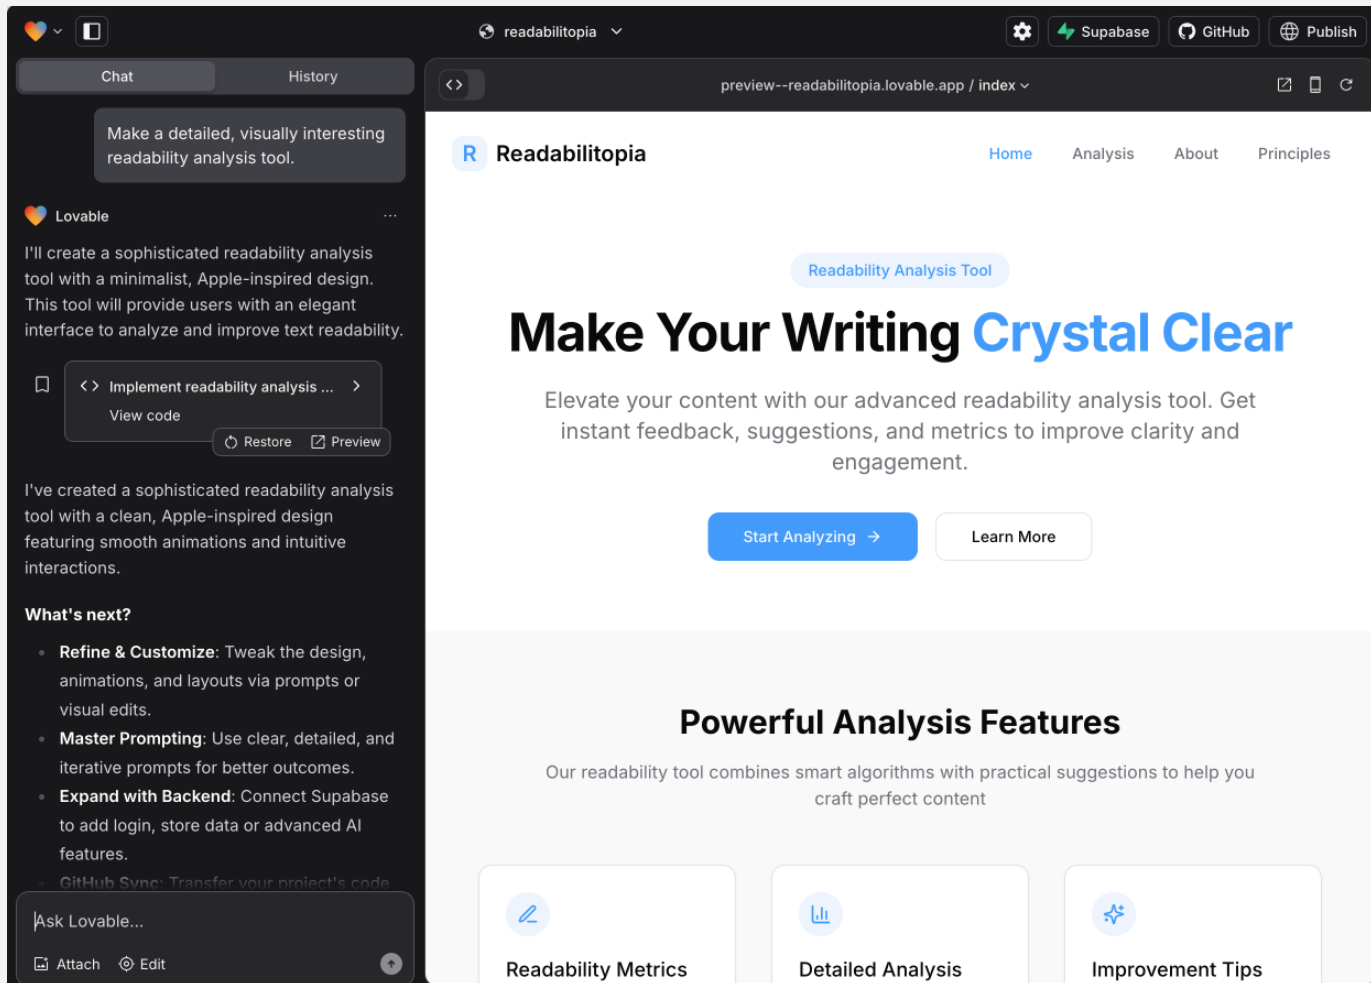 readabilitopia
Supabase
GitHub
Publish
Chat
History
Make a detailed, visually interesting
readability analysis tool.
Lovable
I'll create a sophisticated readability analysis
tool with a minimalist, Apple-inspired design.
This tool will provide users with an elegant
interface to analyze and improve text readability.
Implement readability analysis ...
View code
Restore
Preview
I've created a sophisticated readability analysis
tool with a clean, Apple-inspired design
featuring smooth animations and intuitive
interactions.
What's next?
Refine & Customize: Tweak the design,
animations, and layouts via prompts or
visual edits.
Master Prompting: Use clear, detailed, and
iterative prompts for better outcomes.
Expand with Backend: Connect Supabase
to add login, store data or advanced AI
features.
GitHub Sync: Transfer your project's code
Ask Lovable...
Attach
Edit
preview--readabilitopia.lovable.app / index
R Readabilitopia
Home
Analysis
About
Principles
Readability Analysis Tool
Make Your Writing Crystal Clear
Elevate your content with our advanced readability analysis tool. Get
instant feedback, suggestions, and metrics to improve clarity and
engagement.
Start Analyzing →
Learn More
Powerful Analysis Features
Our readability tool combines smart algorithms with practical suggestions to help you
craft perfect content
Readability Metrics
Detailed Analysis
Improvement Tips